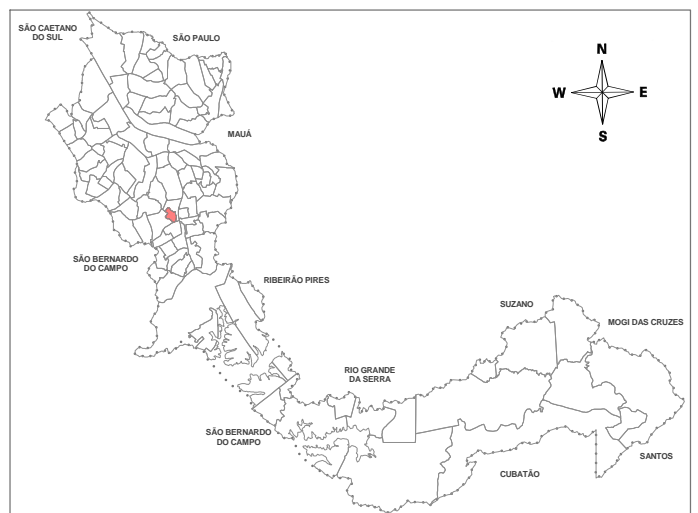 SÃO CAETANO
DO SUL
SÃO PAULO
N
W
E
S
MAUÁ
SÃO BERNARDO
DO CAMPO
RIBEIRÃO PIRES
SUZANO
MOGI DAS CRUZES
RIO GRANDE
DA SERRA
SÃO BERNARDO
DO CAMPO
SANTOS
CUBATÃO